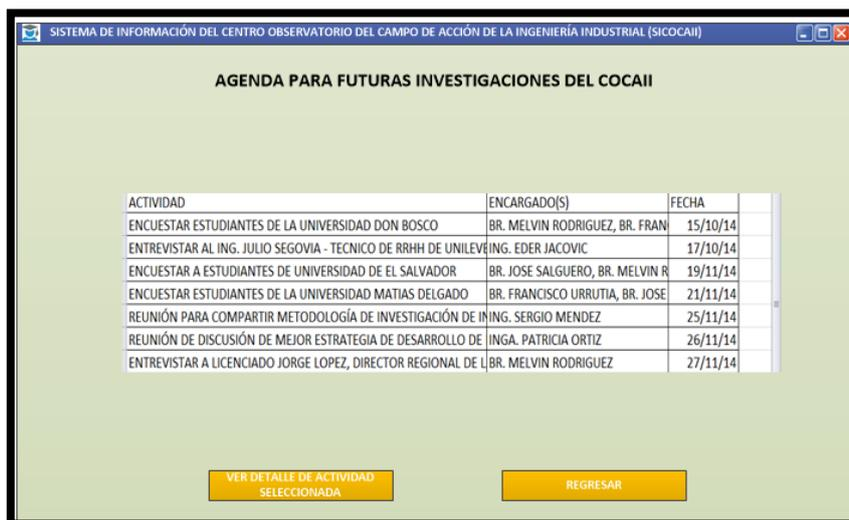 SISTEMA DE INFORMACIÓN DEL CENTRO OBSERVATORIO DEL CAMPO DE ACCIÓN DE LA INGENIERÍA INDUSTRIAL (SICOCAII)
AGENDA PARA FUTURAS INVESTIGACIONES DEL COCAII
ACTIVIDAD ENCARGADO(S) FECHA
ENCUESTAR ESTUDIANTES DE LA UNIVERSIDAD DON BOSCO BR. MELVIN RODRIGUEZ, BR. FRAN 15/10/14
ENTREVISTAR AL ING. JULIO SEGOVIA - TECNICO DE RRHH DE UNILEVE ING. EDER JACOVIC 17/10/14
ENCUESTAR A ESTUDIANTES DE UNIVERSIDAD DE EL SALVADOR BR. JOSE SALGUERO, BR. MELVIN R 19/11/14
ENCUESTAR ESTUDIANTES DE LA UNIVERSIDAD MATIAS DELGADO BR. FRANCISCO URRUTIA, BR. JOSE 21/11/14
REUNIÓN PARA COMPARTIR METODOLOGÍA DE INVESTIGACIÓN DE IN ING. SERGIO MENDEZ 25/11/14
REUNIÓN DE DISCUSIÓN DE MEJOR ESTRATEGIA DE DESARROLLO DE INGA. PATRICIA ORTIZ 26/11/14
ENTREVISTAR A LICENCIADO JORGE LOPEZ, DIRECTOR REGIONAL DE L BR. MELVIN RODRIGUEZ 27/11/14
VER DETALLE DE ACTIVIDAD
SELECCIONADA
REGRESAR